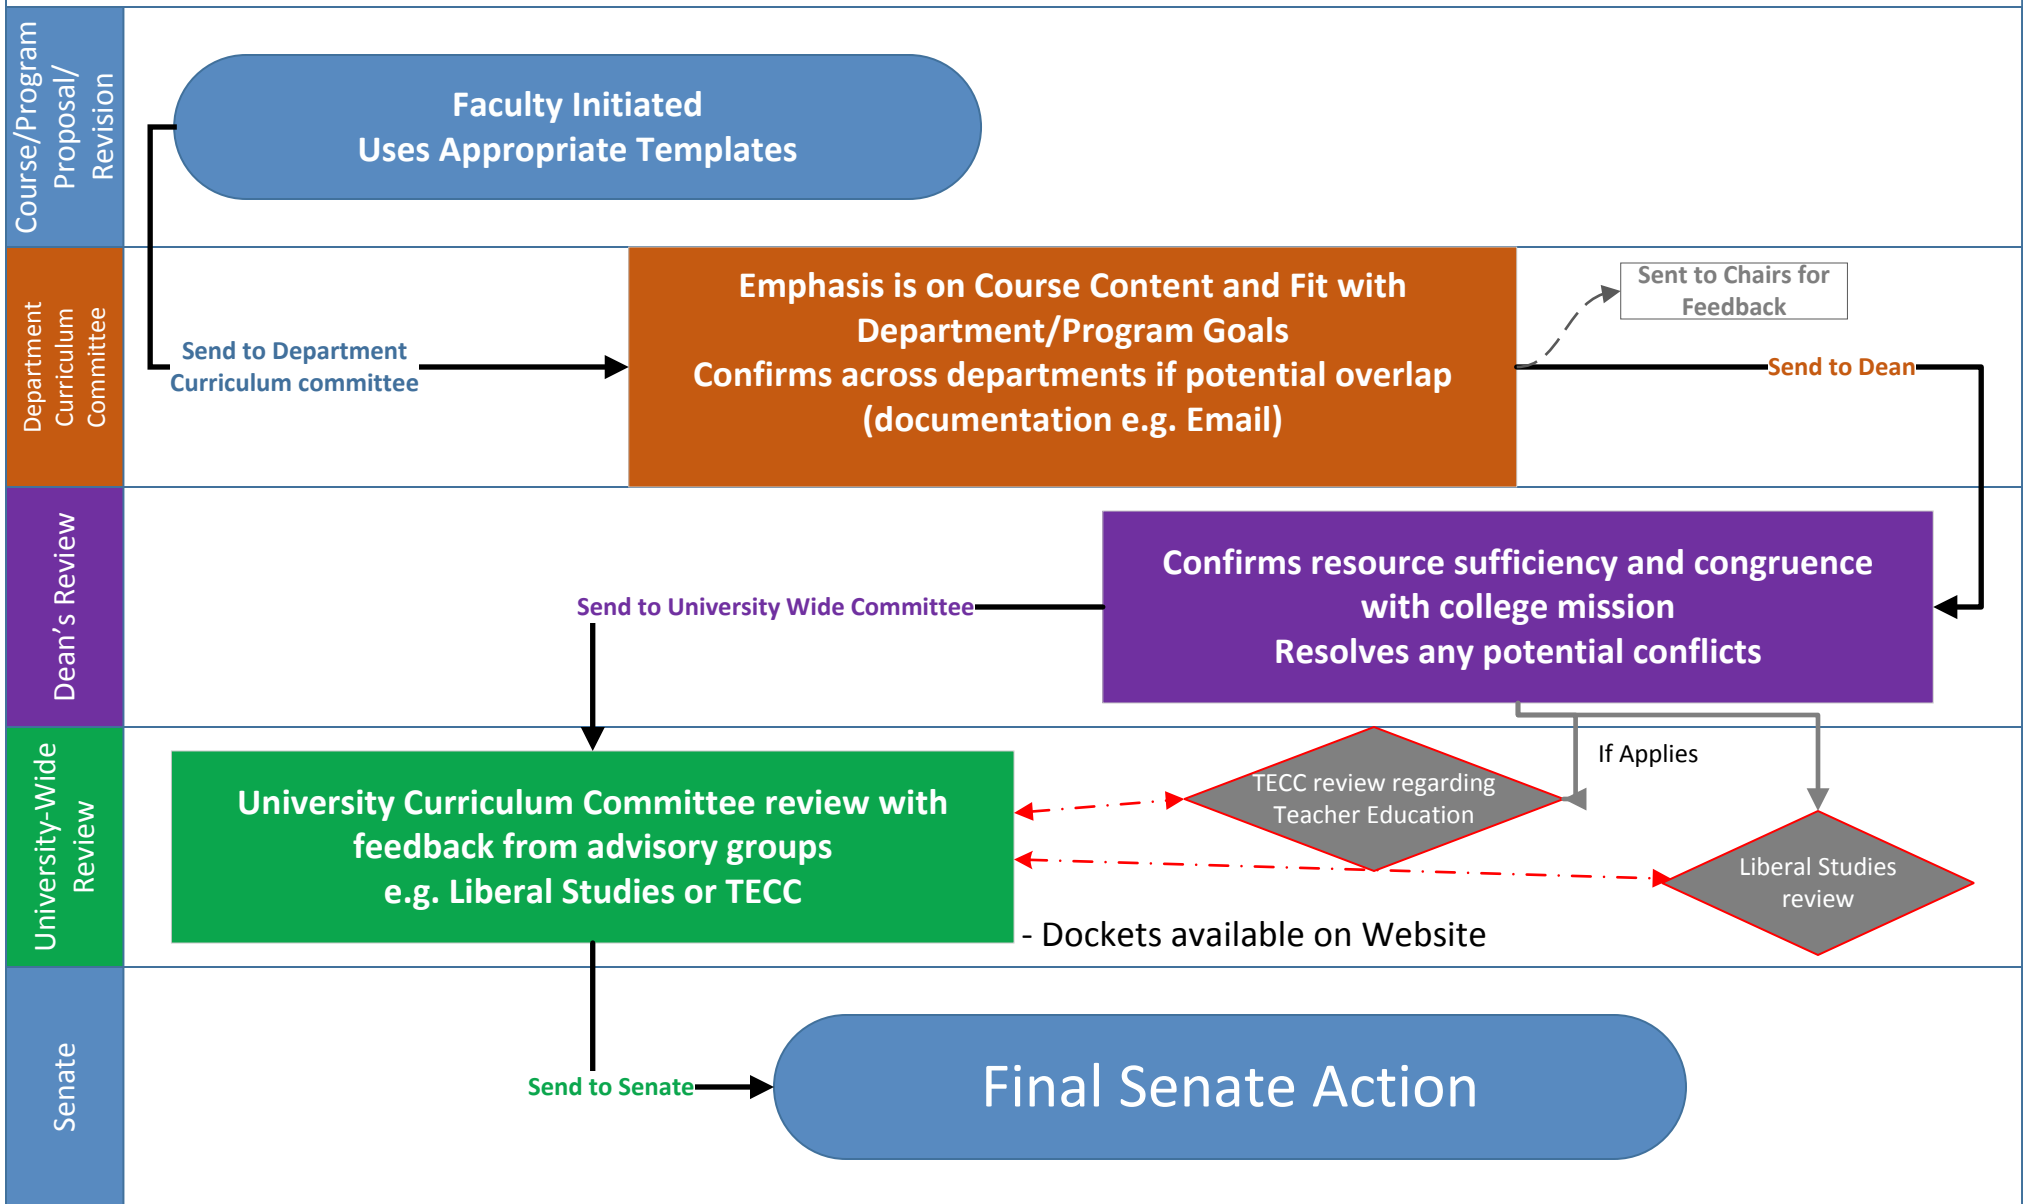 Course/Program
Proposal/
Revision
Faculty Initiated
Uses Appropriate Templates
Department
Curriculum
Committee
Send to Department
Curriculum committee
Emphasis is on Course Content and Fit with
Department/Program Goals
Confirms across departments if potential overlap
(documentation e.g. Email)
Sent to Chairs for
Feedback
Send to Dean
Dean’s Review
Send to University Wide Committee
Confirms resource sufficiency and congruence
with college mission
Resolves any potential conflicts
University-Wide
Review
University Curriculum Committee review with
feedback from advisory groups
e.g. Liberal Studies or TECC
TECC review regarding
Teacher Education
If Applies
Liberal Studies
review
- Dockets available on Website
Senate
Send to Senate
Final Senate Action